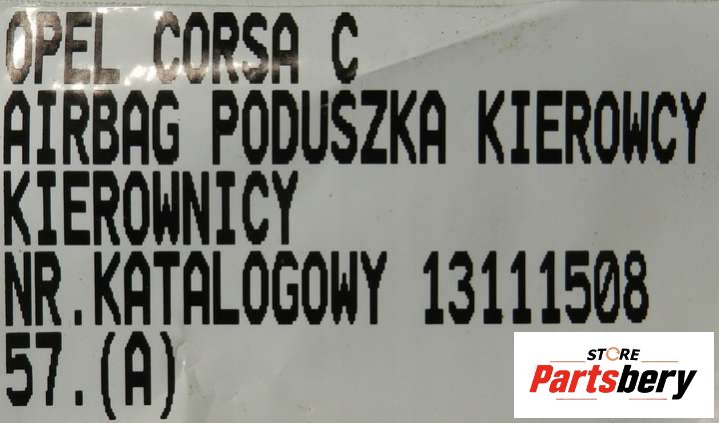 OPEL CORSA C
AIRBAG PODUSZKA KIEROWCY
KIEROWNICY
NR.KATALOGOWY 13111508
57.(A)
STORE
Partsbery